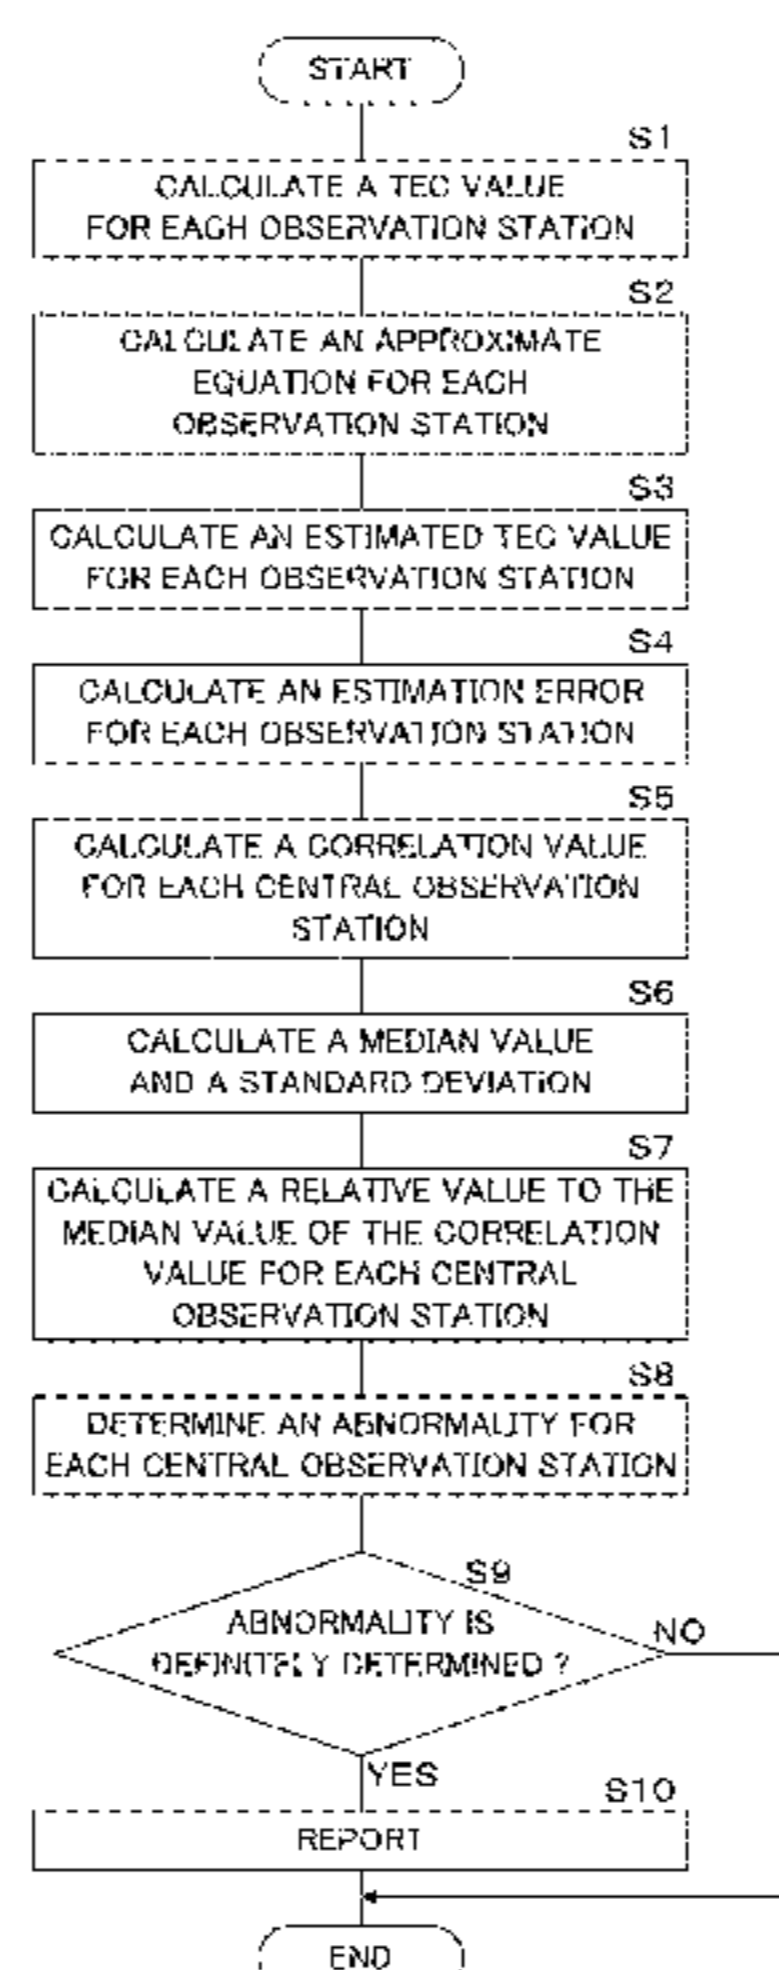 START
S1
CALCULATE A TEC VALUE
FOR EACH OBSERVATION STATION
S2
CALCULATE AN APPROXIMATE
EQUATION FOR EACH
OBSERVATION STATION
S3
CALCULATE AN ESTIMATED TEC VALUE
FOR EACH OBSERVATION STATION
S4
CALCULATE AN ESTIMATION ERROR
FOR EACH OBSERVATION STATION
S5
CALCULATE A CORRELATION VALUE
FOR EACH CENTRAL OBSERVATION
STATION
S6
CALCULATE A MEDIAN VALUE
AND A STANDARD DEVIATION
S7
CALCULATE A RELATIVE VALUE TO THE
MEDIAN VALUE OF THE CORRELATION
VALUE FOR EACH CENTRAL
OBSERVATION STATION
S8
DETERMINE AN ABNORMALITY FOR
EACH CENTRAL OBSERVATION STATION
S9
ABNORMALITY IS
DEFINITELY DETERMINED ?
NO
YES
S10
REPORT
END